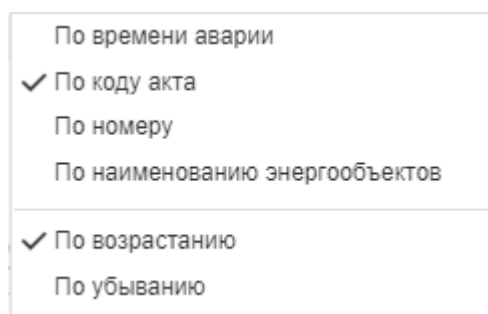 По времени аварии
По коду акта
По номеру
По наименованию энергообъектов
По возрастанию
По убыванию